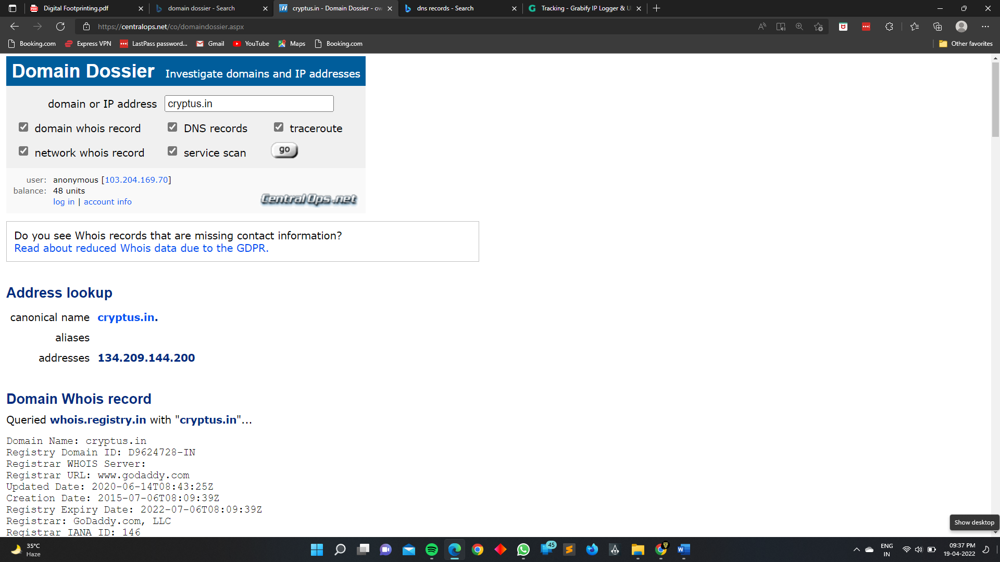 Digital Footprinting.pdf
domain dossier - Search
cryptus.in - Domain Dossier - ow
dns records - Search
Tracking - Grabify IP Logger & U
https://centralops.net/co/domaindossier.aspx
Booking.com
Express VPN
LastPass password...
Gmail
YouTube
Maps
Booking.com
Other favorites
Domain Dossier Investigate domains and IP addresses
domain or IP address cryptus.in
domain whois record DNS records traceroute
network whois record service scan go
user: anonymous [103.204.169.70]
balance: 48 units
log in | account info
CentralOps.net
Do you see Whois records that are missing contact information?
Read about reduced Whois data due to the GDPR.
Address lookup
canonical name cryptus.in.
aliases
addresses 134.209.144.200
Domain Whois record
Queried whois.registry.in with "cryptus.in"...
Domain Name: cryptus.in
Registry Domain ID: D9624728-IN
Registrar WHOIS Server:
Registrar URL: www.godaddy.com
Updated Date: 2020-06-14T08:43:25Z
Creation Date: 2015-07-06T08:09:39Z
Registry Expiry Date: 2022-07-06T08:09:39Z
Registrar: GoDaddy.com, LLC
Registrar IANA ID: 146
Show desktop
35°C
Haze
45
ENG
IN
09:37 PM
19-04-2022